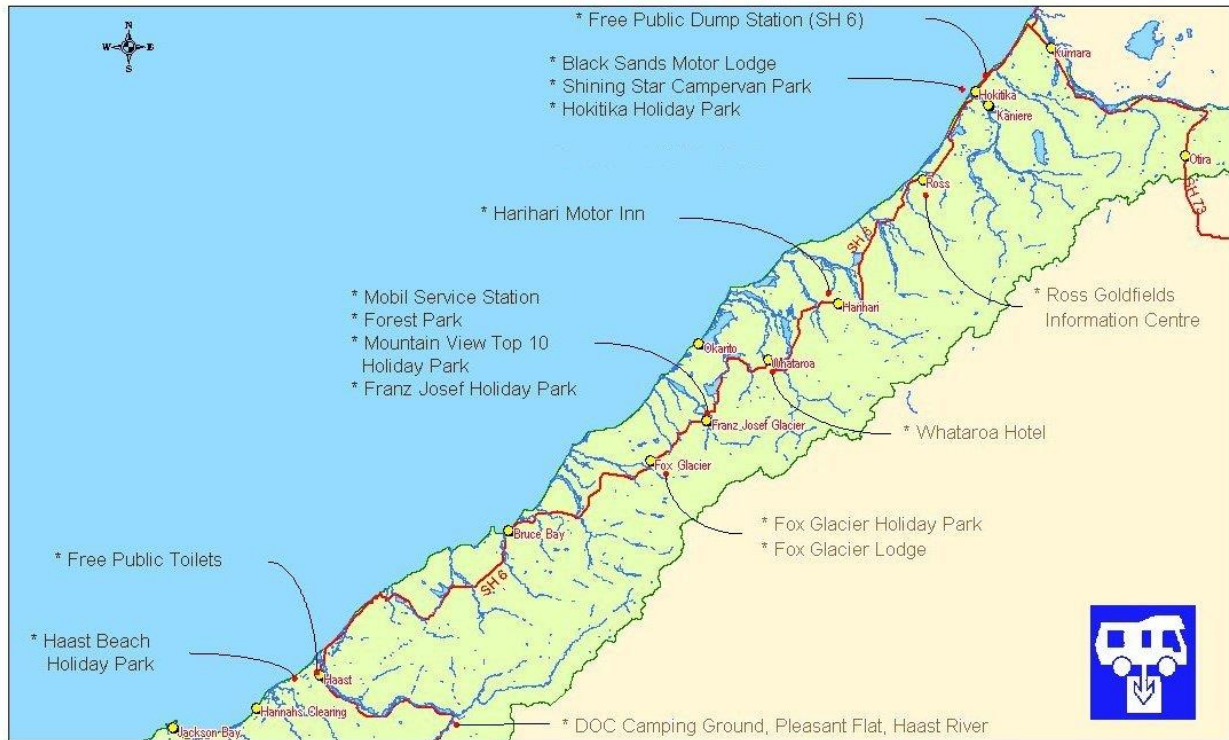 * Free Public Dump Station (SH 6)
* Black Sands Motor Lodge
* Shining Star Campervan Park
* Hokitika Holiday Park
N
W
E
S
Kumara
Hokitika
Kaniere
Otira
SH 73
Ross
* Harihari Motor Inn
SH 6
* Ross Goldfields
Information Centre
* Mobil Service Station
* Forest Park
* Mountain View Top 10
Holiday Park
* Franz Josef Holiday Park
Harihari
Okarito
Whataroa
Franz Josef Glacier
* Whataroa Hotel
Fox Glacier
* Fox Glacier Holiday Park
* Fox Glacier Lodge
Bruce Bay
SH 6
* Free Public Toilets
* Haast Beach
Holiday Park
Haast
Hannahs Clearing
Jackson Bay
* DOC Camping Ground, Pleasant Flat, Haast River